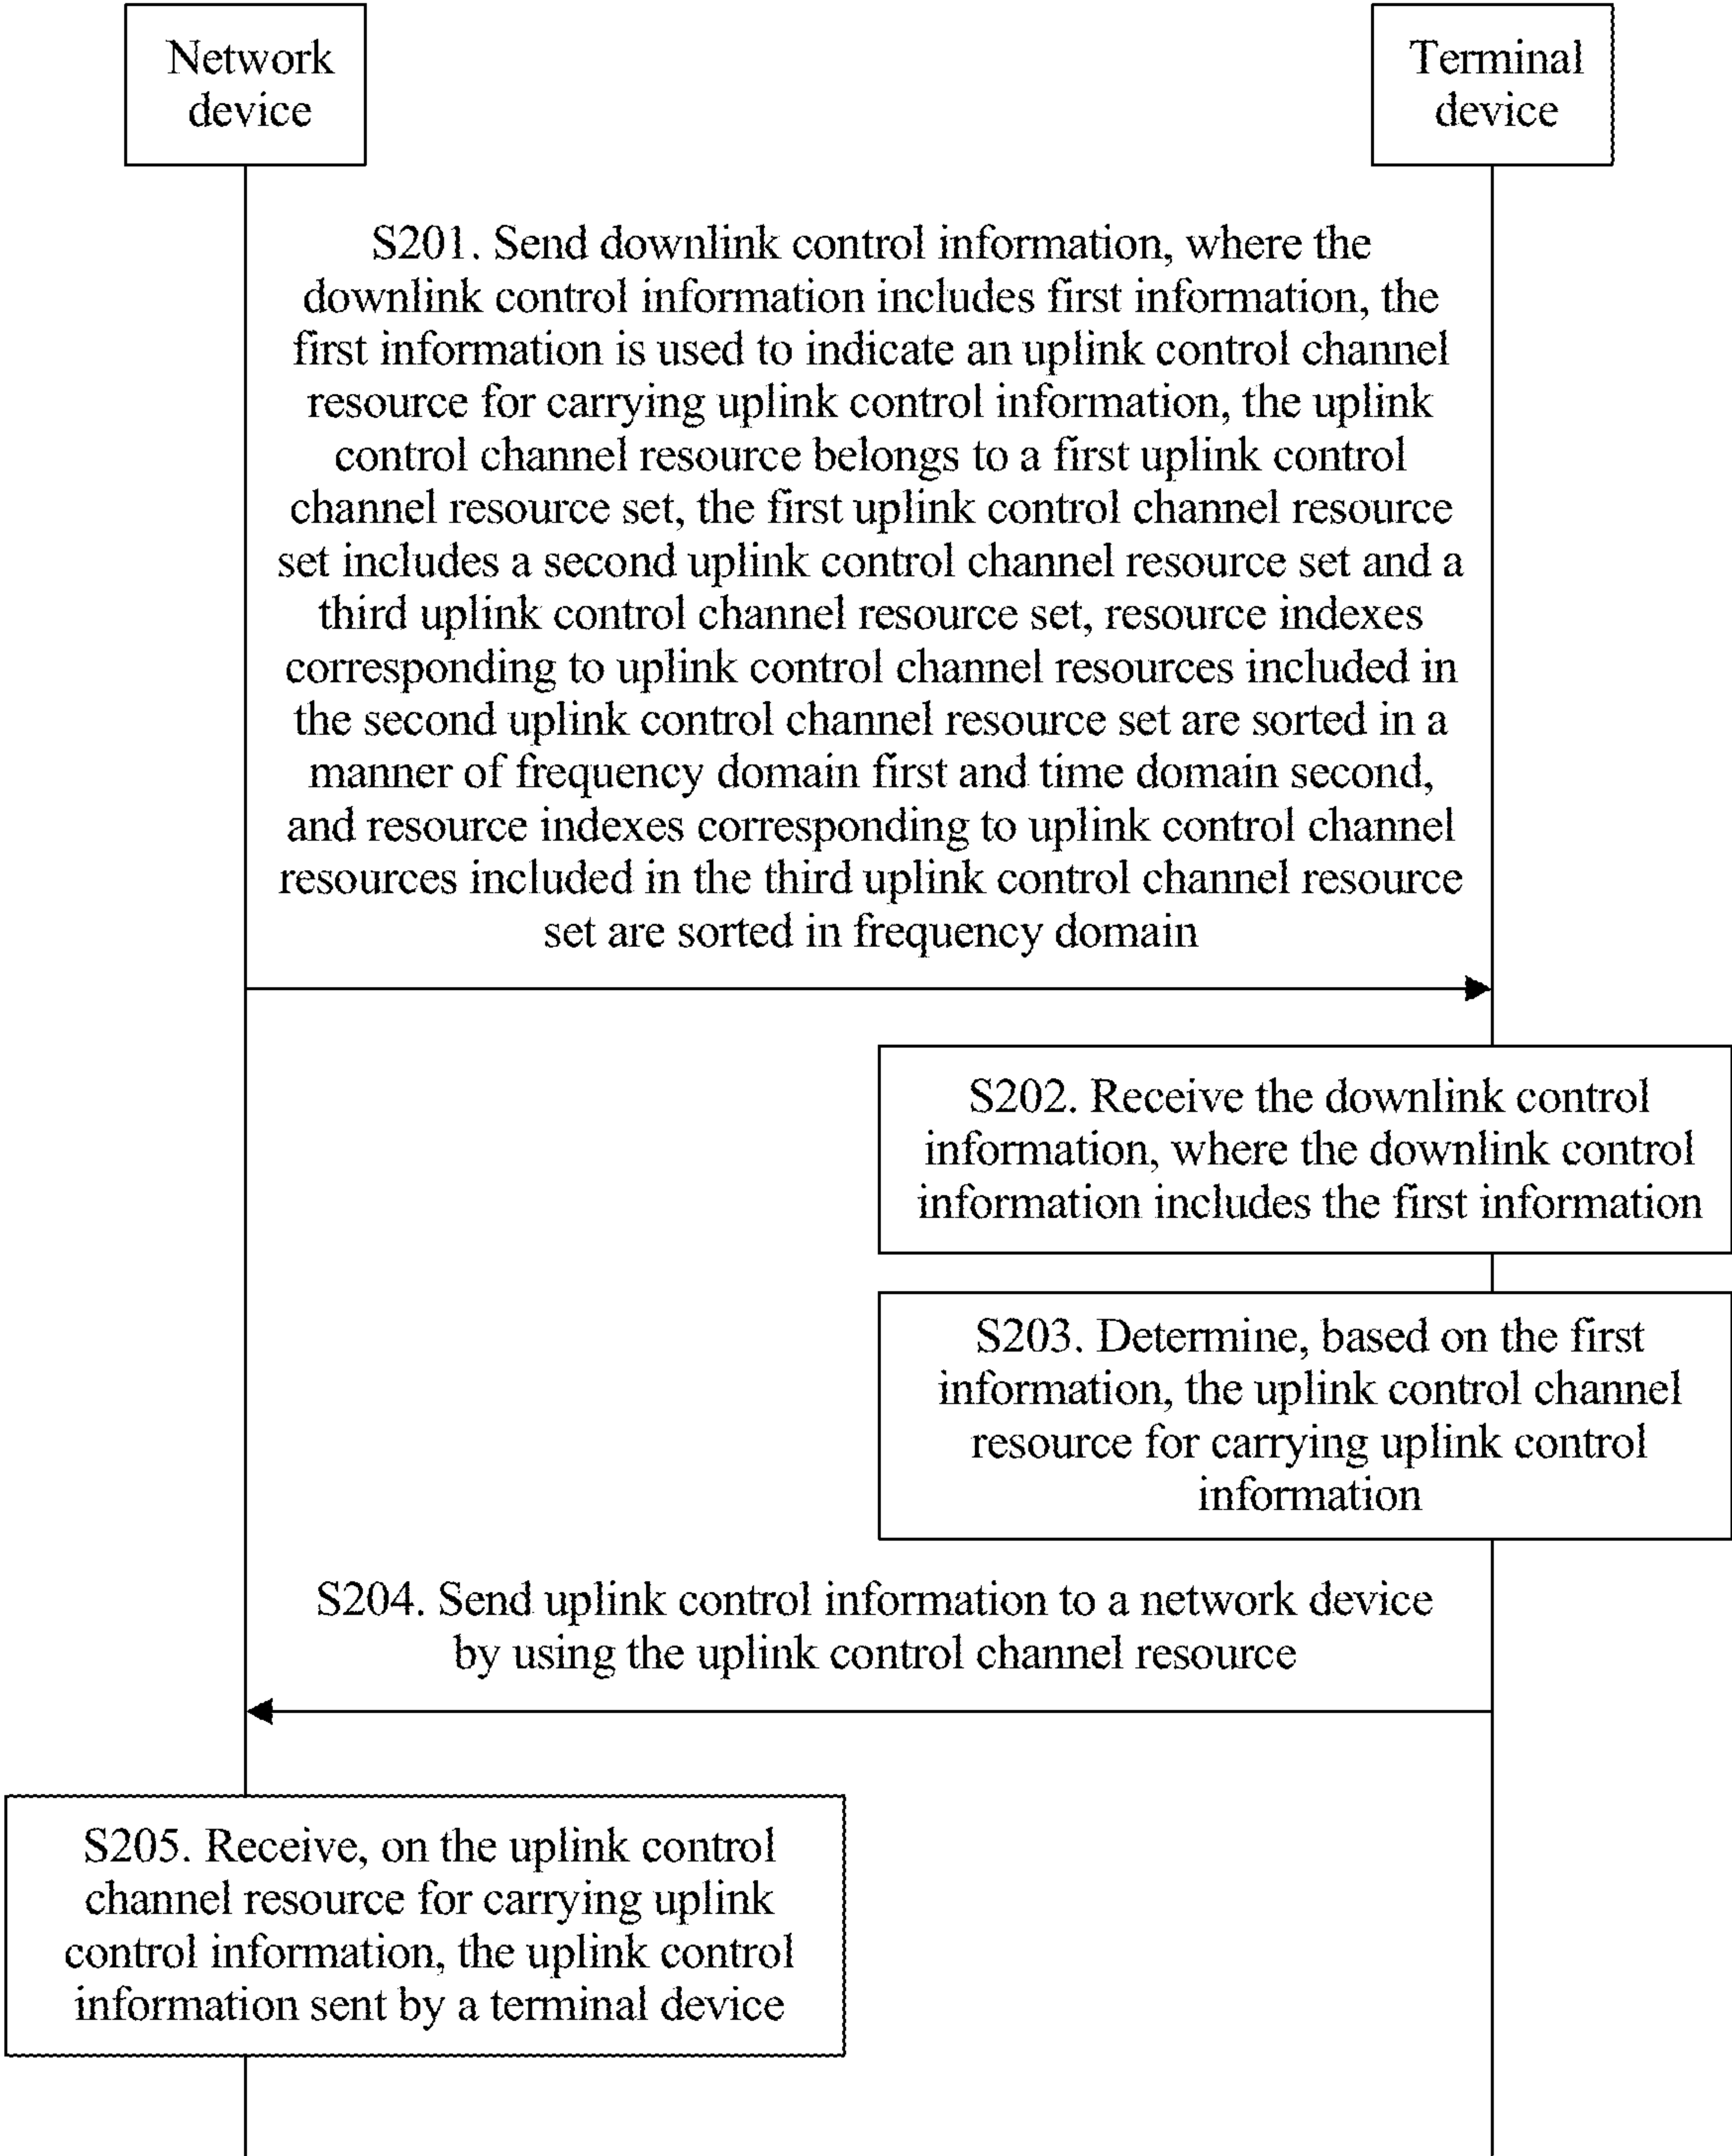 Network
device
Terminal
device
S201. Send downlink control information, where the
downlink control information includes first information, the
first information is used to indicate an uplink control channel
resource for carrying uplink control information, the uplink
control channel resource belongs to a first uplink control
channel resource set, the first uplink control channel resource
set includes a second uplink control channel resource set and a
third uplink control channel resource set, resource indexes
corresponding to uplink control channel resources included in
the second uplink control channel resource set are sorted in a
manner of frequency domain first and time domain second,
and resource indexes corresponding to uplink control channel
resources included in the third uplink control channel resource
set are sorted in frequency domain
S202. Receive the downlink control
information, where the downlink control
information includes the first information
S203. Determine, based on the first
information, the uplink control channel
resource for carrying uplink control
information
S204. Send uplink control information to a network device
by using the uplink control channel resource
S205. Receive, on the uplink control
channel resource for carrying uplink
control information, the uplink control
information sent by a terminal device